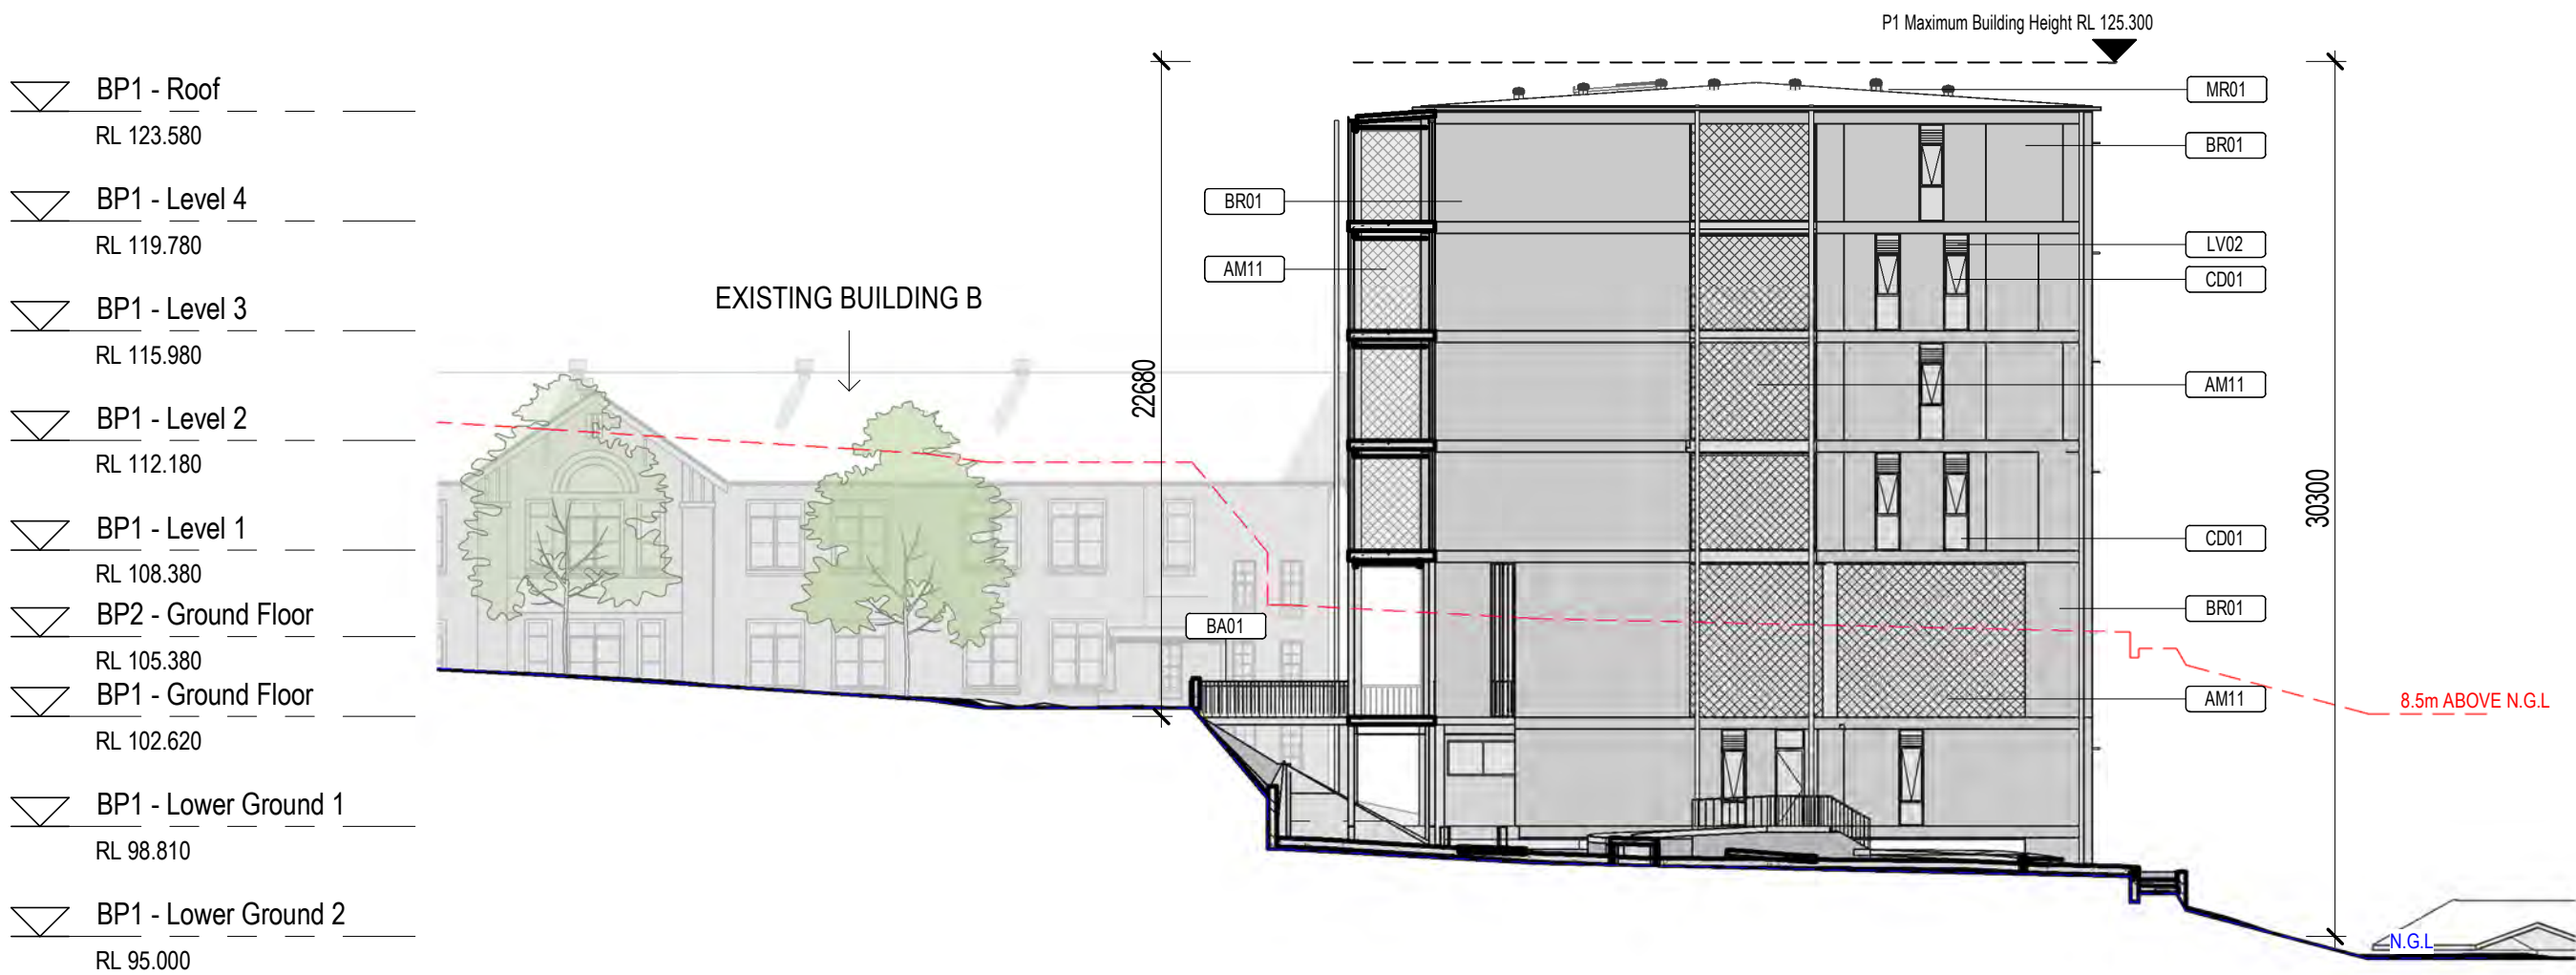 P1 Maximum Building Height RL 125.300
BP1 - Roof
RL 123.580
BP1 - Level 4
RL 119.780
BP1 - Level 3
RL 115.980
BP1 - Level 2
RL 112.180
BP1 - Level 1
RL 108.380
BP2 - Ground Floor
RL 105.380
BP1 - Ground Floor
RL 102.620
BP1 - Lower Ground 1
RL 98.810
BP1 - Lower Ground 2
RL 95.000
EXISTING BUILDING B
22680
BR01
AM11
BA01
MR01
BR01
LV02
CD01
AM11
CD01
BR01
AM11
30300
8.5m ABOVE N.G.L
N.G.L